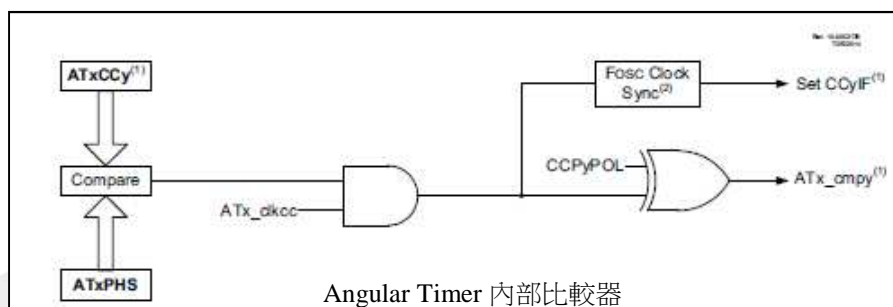 ATxCCy(1)
Fosc Clock
Sync(2)
Set CCyIF(1)
Compare
CCPyPOL
ATx_cmpy(1)
ATx_clkcc
ATxPHS
Angular Timer 內部比較器